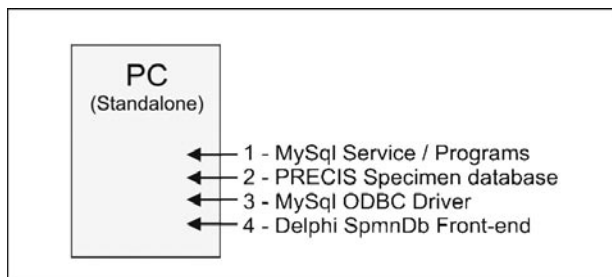 PC
(Standalone)
1 - MySql Service / Programs
2 - PRECIS Specimen database
3 - MySql ODBC Driver
4 - Delphi SpmnDb Front-end